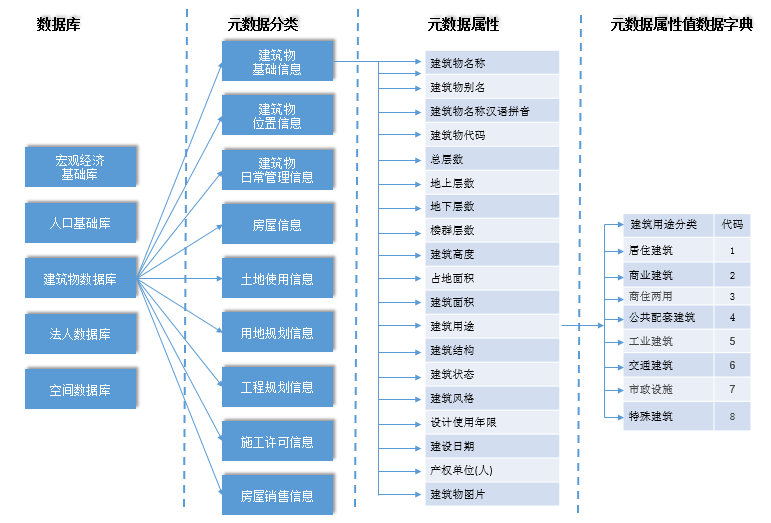 数据库
元数据分类
元数据属性
元数据属性值数据字典
宏观经济
基础库
人口基础库
建筑物数据库
法人数据库
空间数据库
建筑物
基础信息
建筑物
位置信息
建筑物
日常管理信息
房屋信息
土地使用信息
用地规划信息
工程规划信息
施工许可信息
房屋销售信息
建筑物名称
建筑物别名
建筑物名称汉语拼音
建筑物代码
总层数
地上层数
地下层数
楼群层数
建筑高度
占地面积
建筑面积
建筑用途
建筑结构
建筑状态
建筑风格
设计使用年限
建设日期
产权单位(人)
建筑物图片
建筑用途分类 代码
居住建筑 1
商业建筑 2
商住两用 3
公共配套建筑 4
工业建筑 5
交通建筑 6
市政设施 7
特殊建筑 8